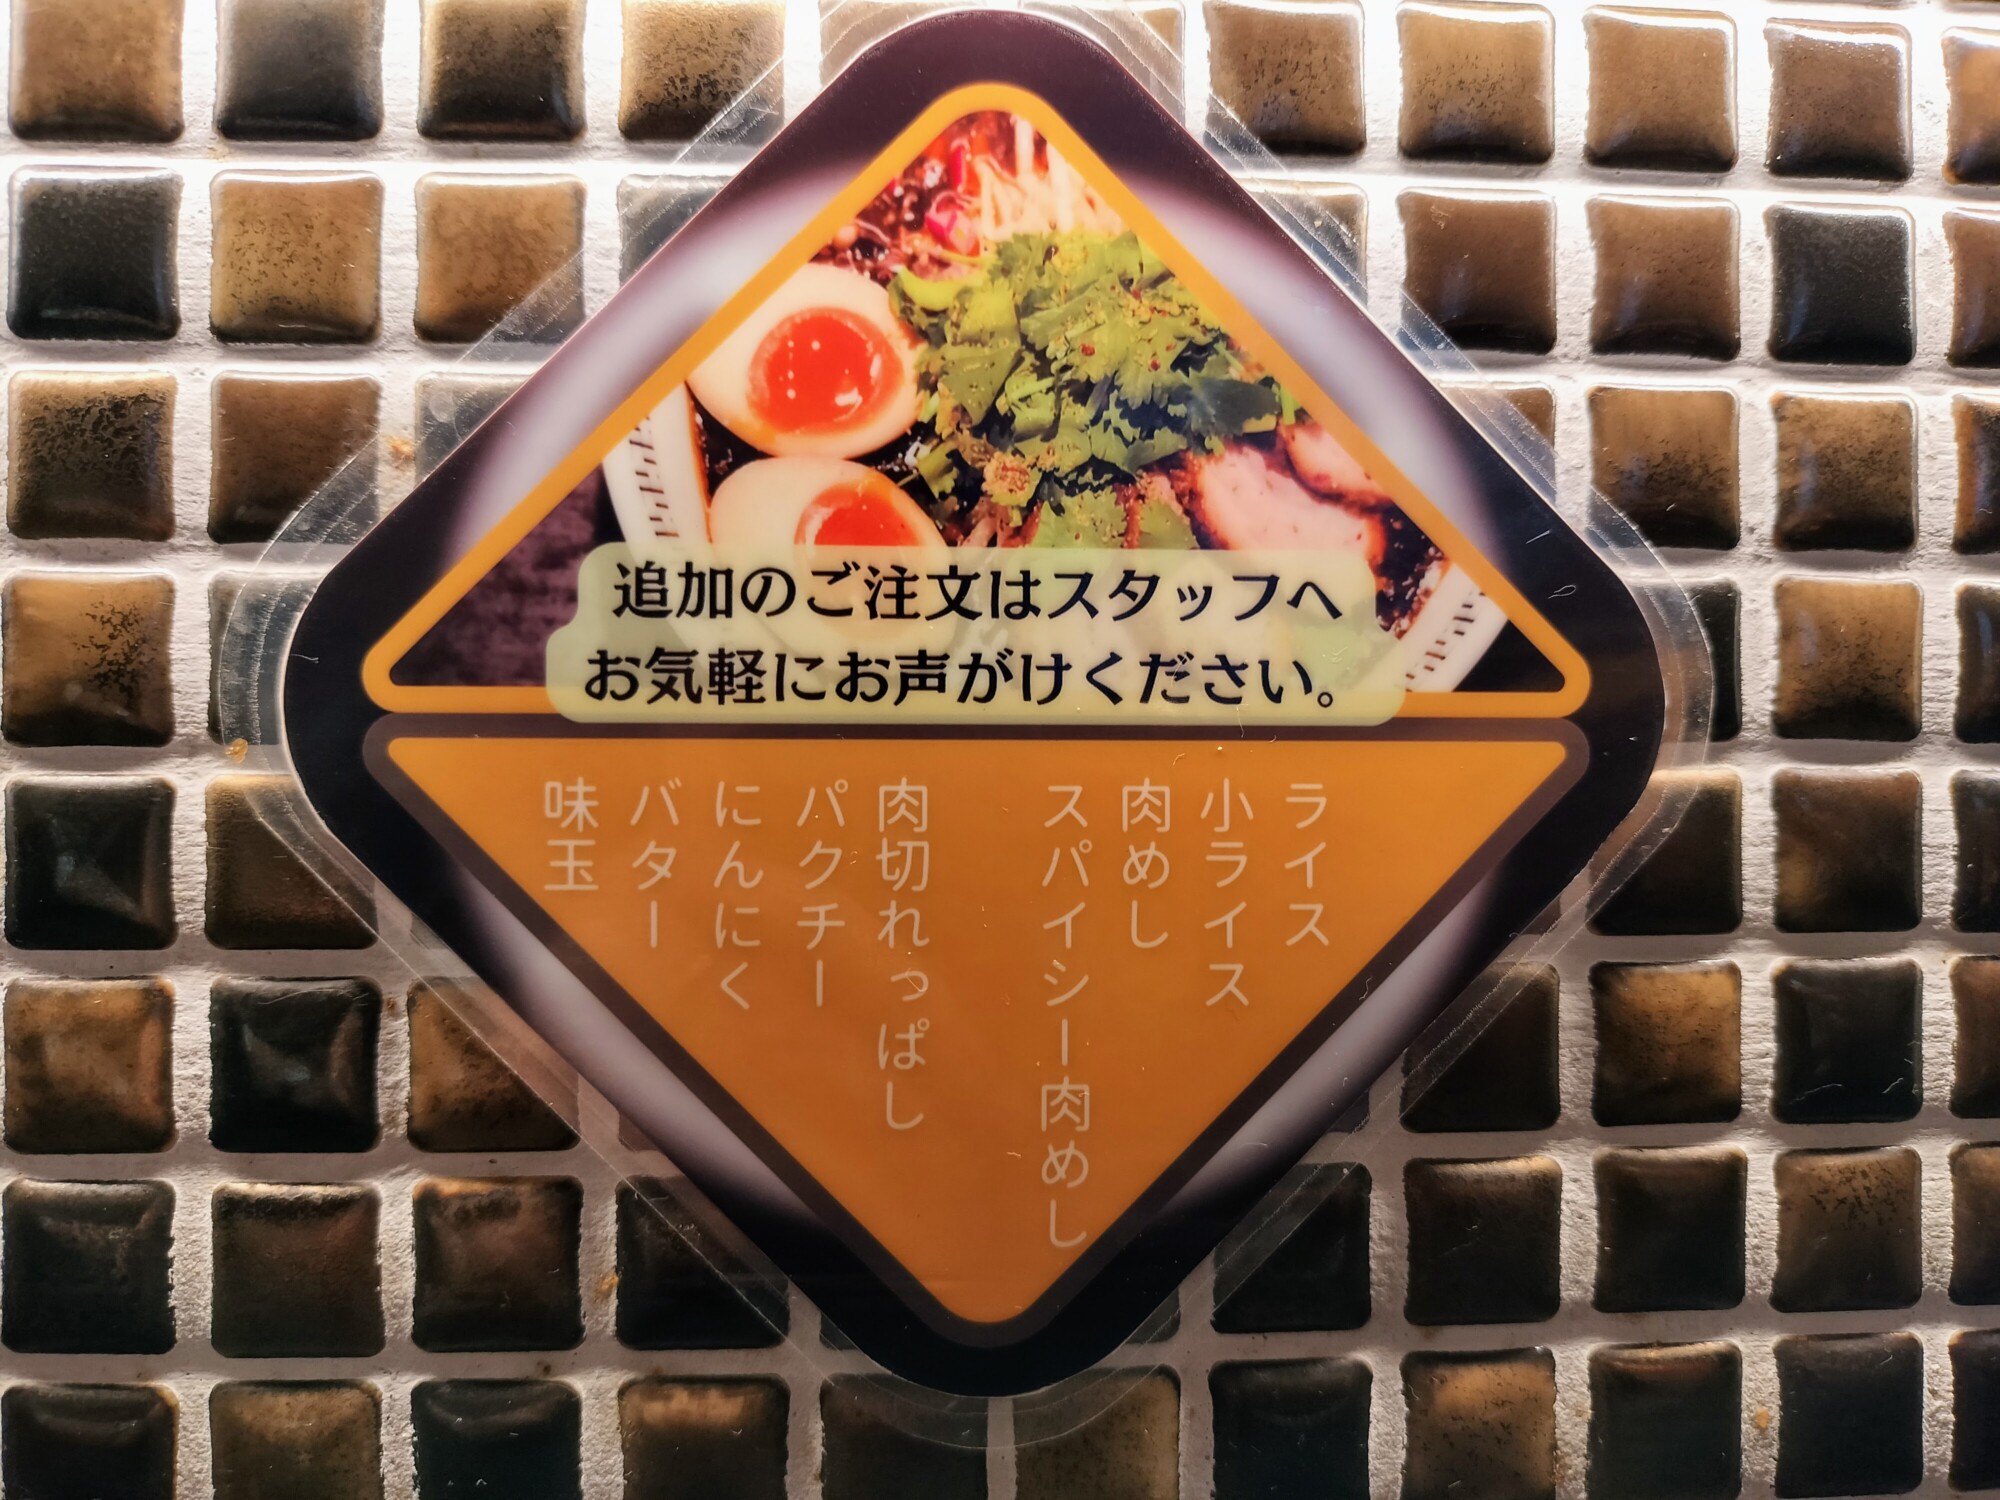 追加のご注文はスタッフへ
お気軽にお声がけください。
ライス
小ライス
肉めし
スパイシー肉めし
肉切れっぱし
パクチー
にんにく
バター
味玉